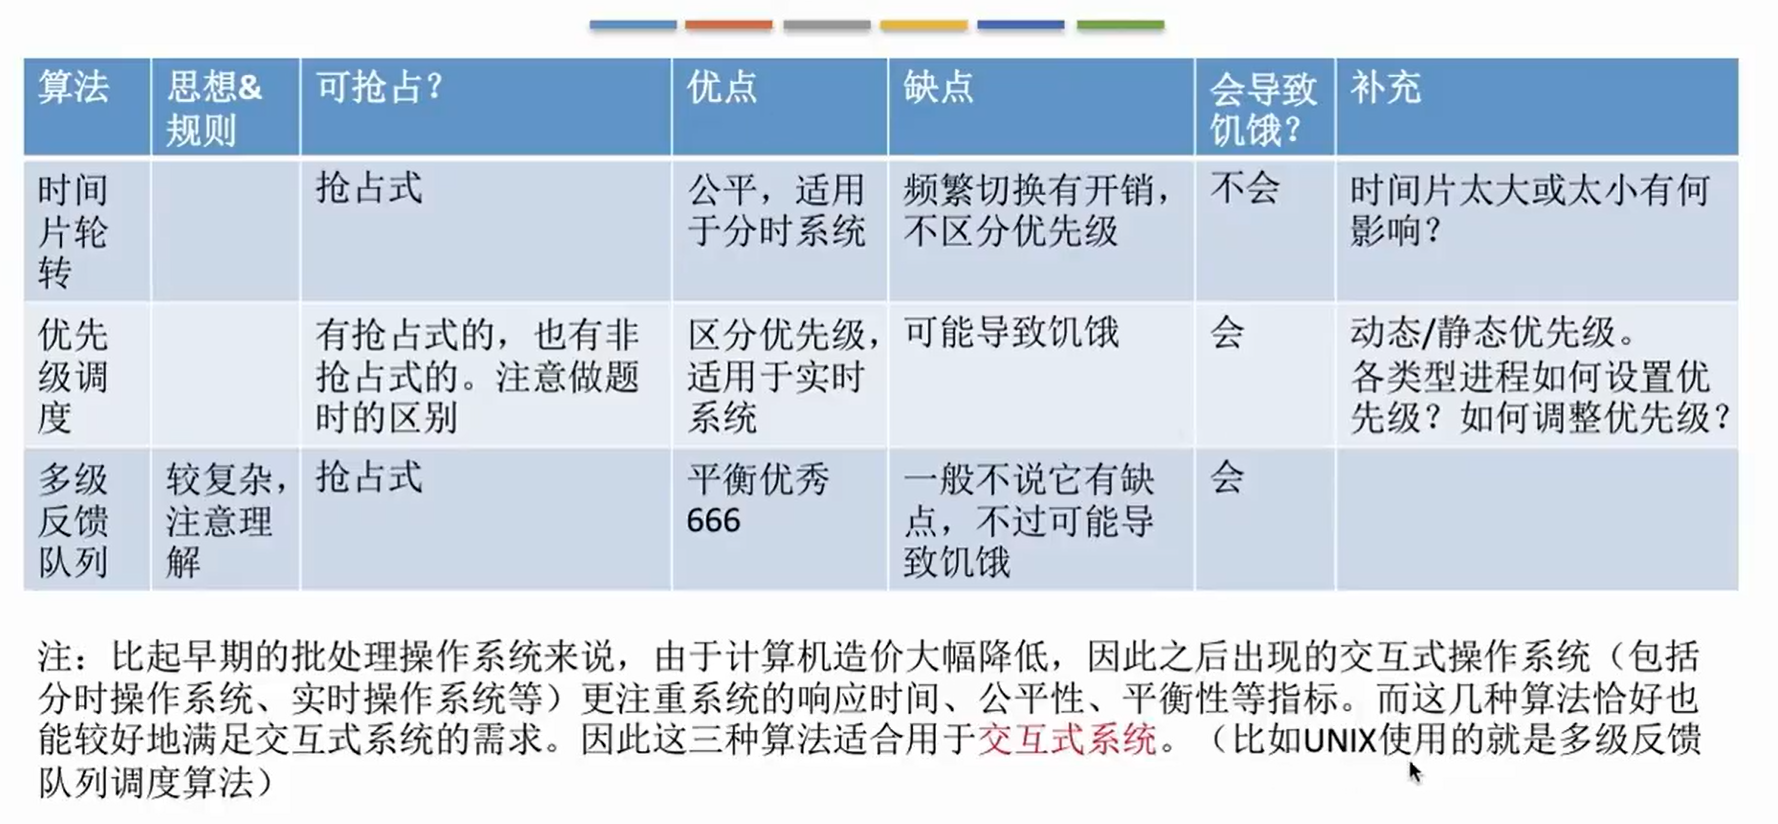 算法
思想&
规则
可抢占？
优点
缺点
会导致
饥饿？
补充
时间
片轮
转
抢占式
公平，适用
于分时系统
频繁切换有开销，
不区分优先级
不会
时间片太大或太小有何
影响？
优先
级调
度
有抢占式的，也有非
抢占式的。注意做题
时的区别
区分优先级，
适用于实时
系统
可能导致饥饿
会
动态/静态优先级。
各类型进程如何设置优
先级？如何调整优先级？
多级
反馈
队列
较复杂，
注意理
解
抢占式
平衡优秀
666
一般不说它有缺
点，不过可能导
致饥饿
会
注：比起早期的批处理操作系统来说，由于计算机造价大幅降低，因此之后出现的交互式操作系统（包括
分时操作系统、实时操作系统等）更注重系统的响应时间、公平性、平衡性等指标。而这几种算法恰好也
能较好地满足交互式系统的需求。因此这三种算法适合用于交互式系统。（比如UNIX使用的就是多级反馈
队列调度算法）